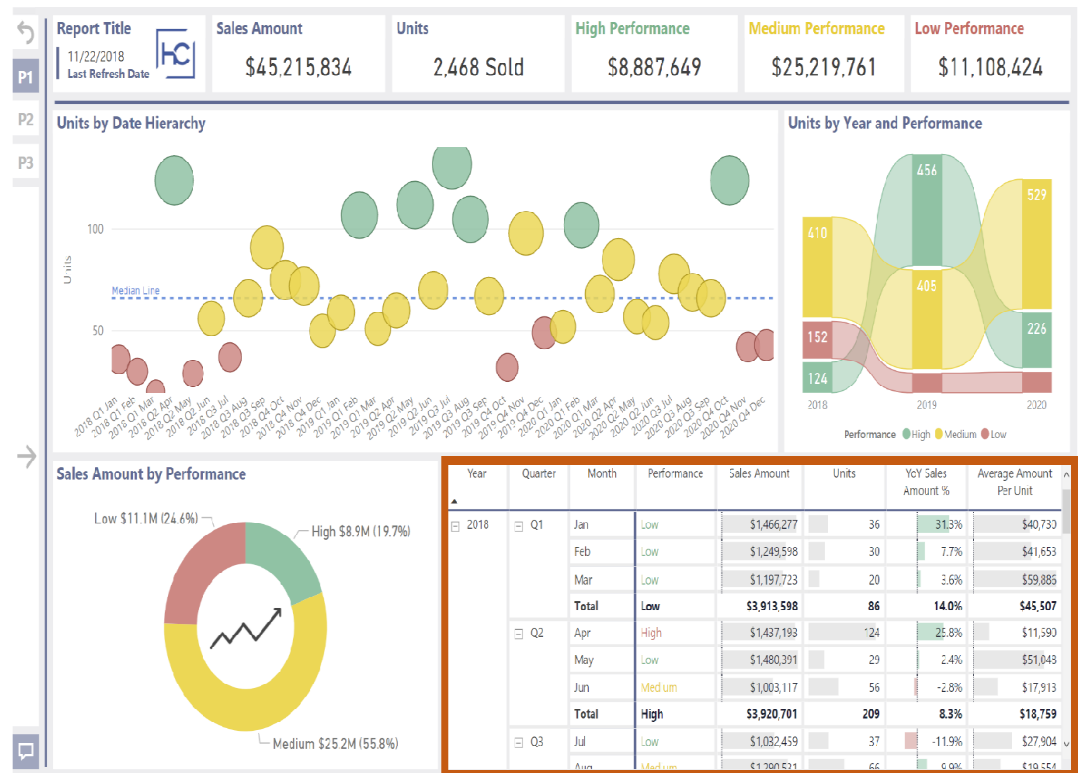 Report Title
11/22/2018
Last Refresh Date
HC
Sales Amount
$45,215,834
Units
2,468 Sold
High Performance
$8,887,649
Medium Performance
$25,219,761
Low Performance
$11,108,424
P1
P2
P3
Units by Date Hierarchy
Units
100
50
Median Line
2018 Q1 Jan
2018 Q1 Feb
2018 Q1 Mar
2018 Q2 Apr
2018 Q2 May
2018 Q2 Jun
2018 Q3 Jul
2018 Q3 Aug
2018 Q3 Sep
2018 Q4 Oct
2018 Q4 Nov
2018 Q4 Dec
2019 Q1 Jan
2019 Q1 Feb
2019 Q1 Mar
2019 Q2 Apr
2019 Q2 May
2019 Q2 Jun
2019 Q3 Jul
2019 Q3 Aug
2019 Q3 Sep
2019 Q4 Oct
2019 Q4 Nov
2019 Q4 Dec
2020 Q1 Jan
2020 Q1 Feb
2020 Q1 Mar
2020 Q2 Apr
2020 Q2 May
2020 Q2 Jun
2020 Q3 Jul
2020 Q3 Aug
2020 Q3 Sep
2020 Q4 Oct
2020 Q4 Nov
2020 Q4 Dec
Units by Year and Performance
410
152
124
456
405
529
226
2018 2019 2020
Performance High Medium Low
Sales Amount by Performance
Low $11.1M (24.6%)
High $8.9M (19.7%)
Medium $25.2M (55.8%)
Year Quarter Month Performance Sales Amount Units YoY Sales Amount % Average Amount Per Unit
2018 Q1 Jan Low $1,466,277 36 31.3% $40,730
Feb Low $1,249,598 30 7.7% $41,653
Mar Low $1,197,723 20 3.6% $59,886
Total Low $3,913,598 86 14.0% $45,507
Q2 Apr High $1,437,193 124 25.8% $11,590
May Low $1,480,391 29 2.4% $51,048
Jun Medium $1,003,117 56 -2.8% $17,913
Total High $3,920,701 209 8.3% $18,759
Q3 Jul Low $1,032,459 37 -11.9% $27,904
Aug Medium 66 9.9%